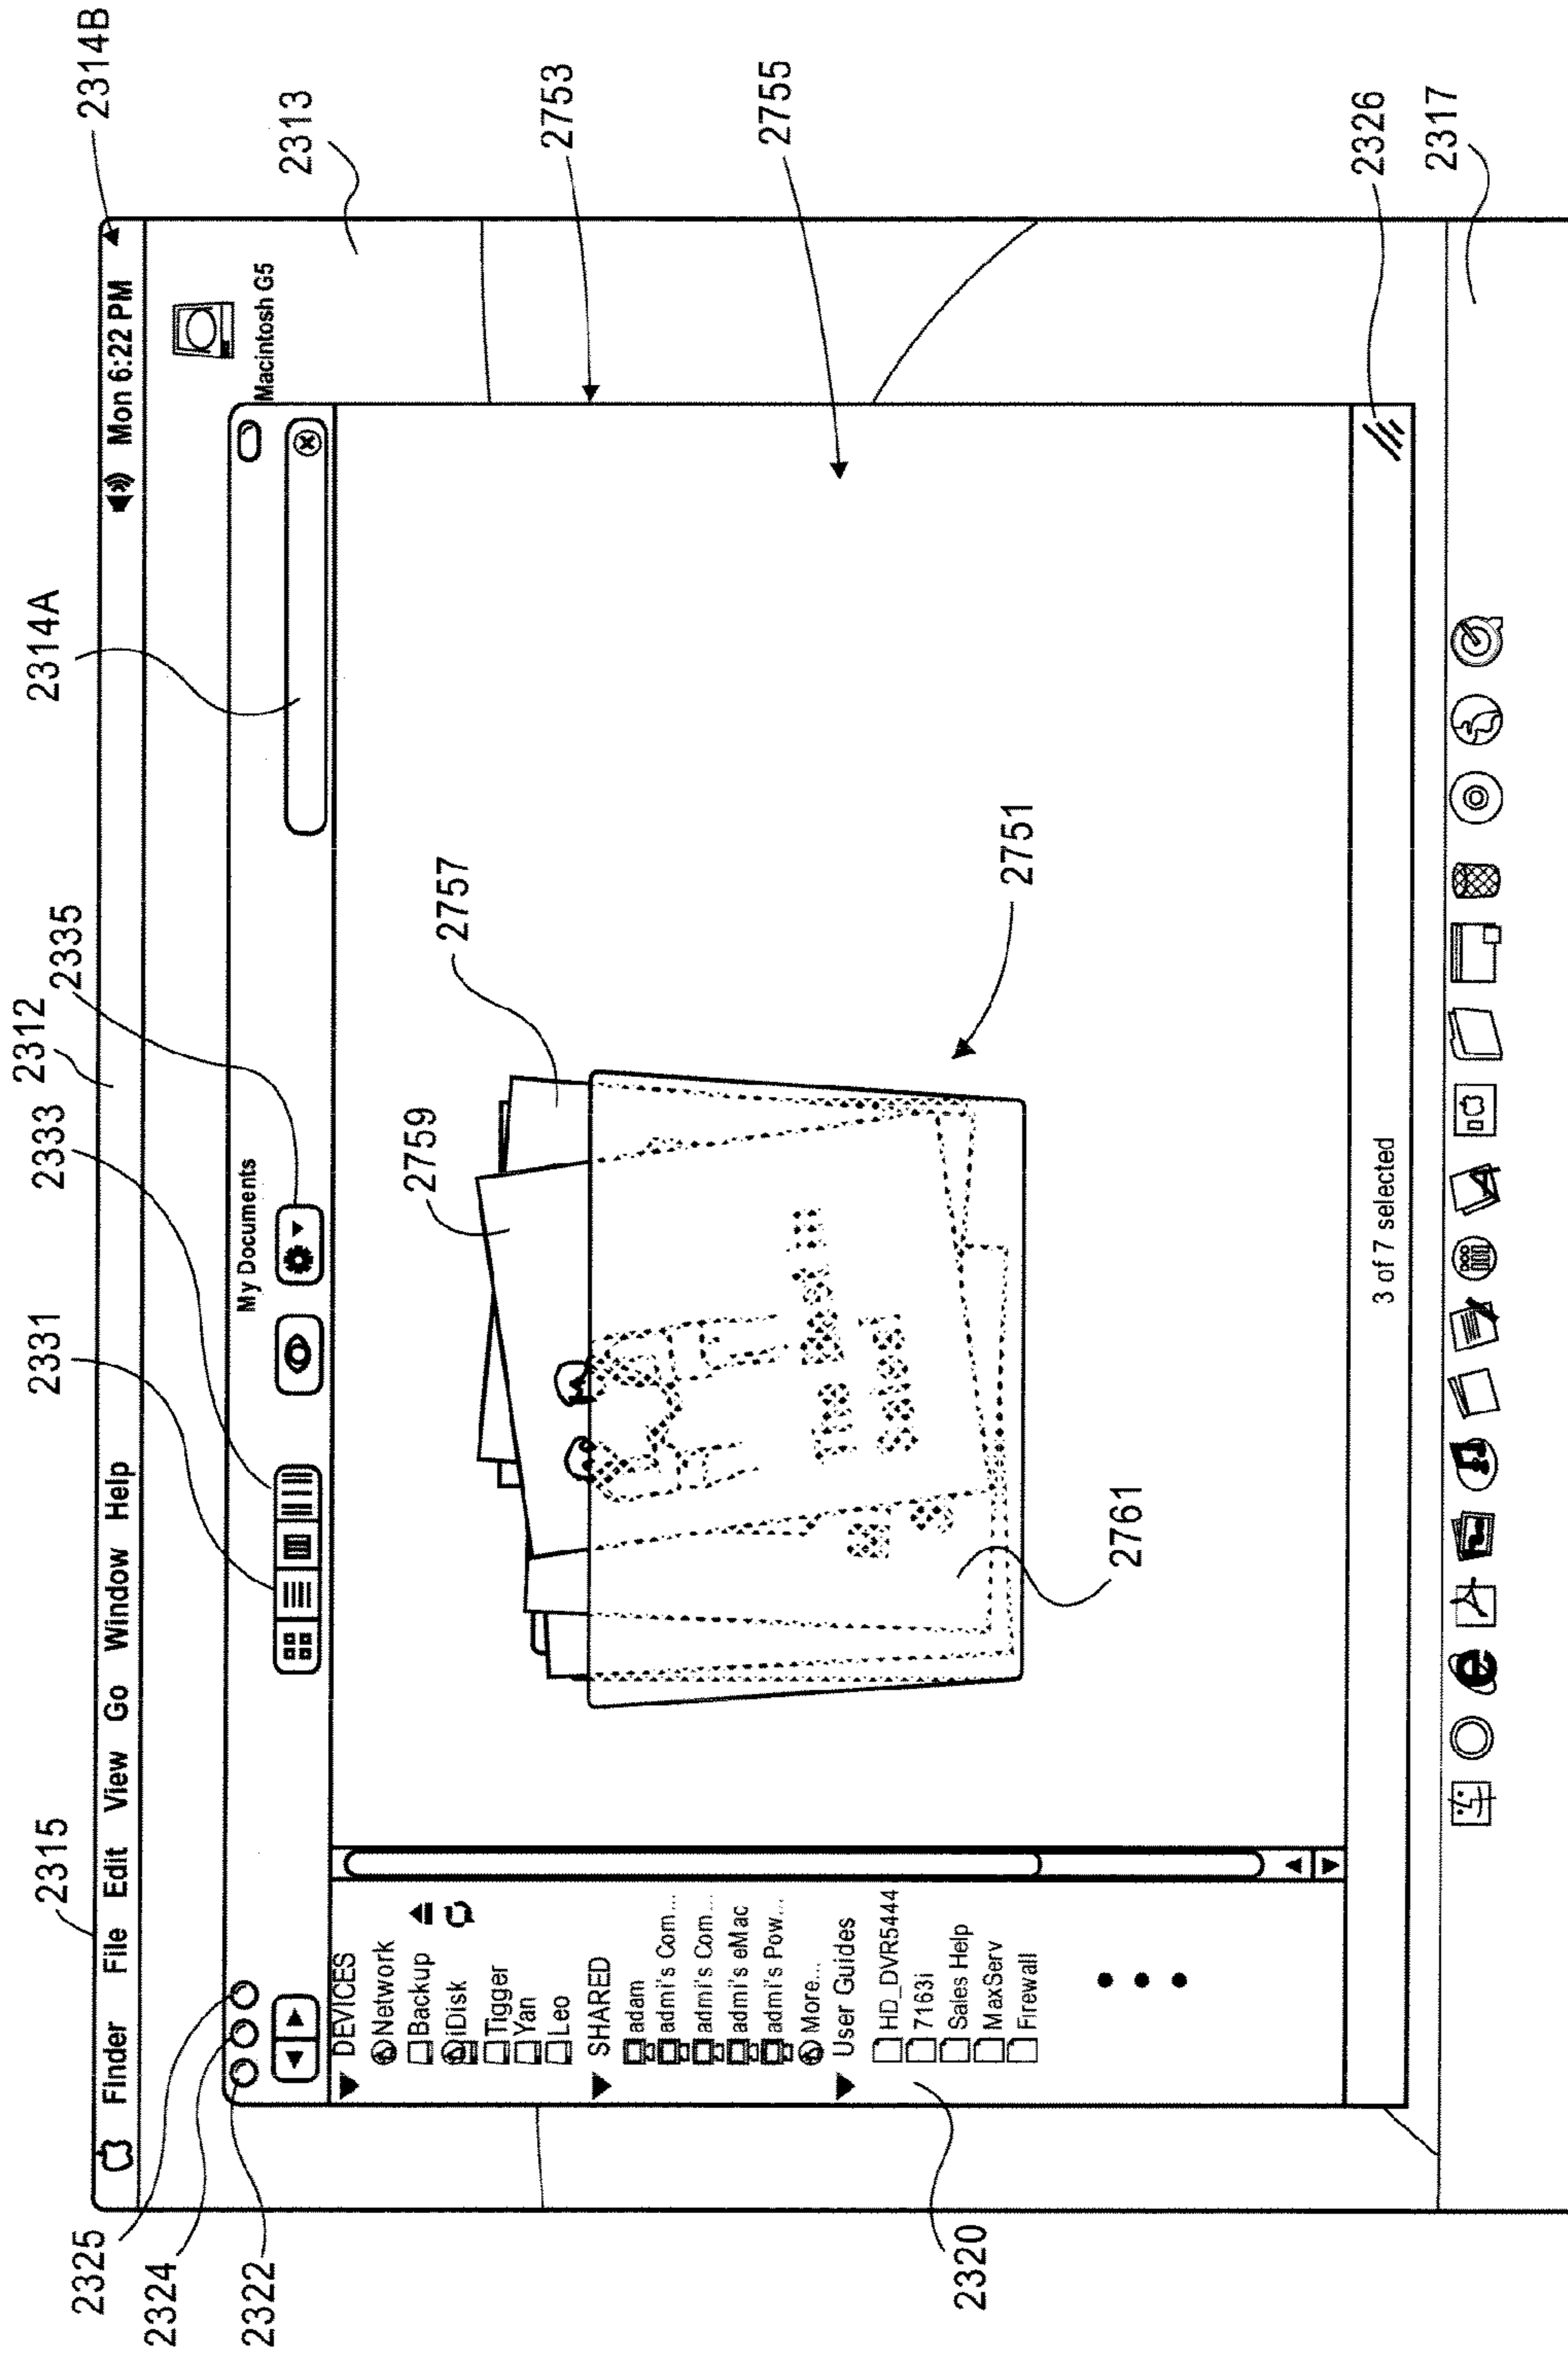 2314A
2312
2335
2333
2331
2315
2314B
Finder File Edit View Go Window Help
Mon 6:22 PM
2325
2324
2322
My Documents
Macintosh G5
2313
DEVICES
Network
Backup
iDisk
Tigger
Yan
Leo
SHARED
adam
admi's Com...
admi's Com...
admi's eMac
admi's Pow...
More...
User Guides
HD_DVR5444
7163i
Sales Help
MaxServ
Firewall
2320
2759
2757
2761
2751
2753
2755
3 of 7 selected
2326
2317